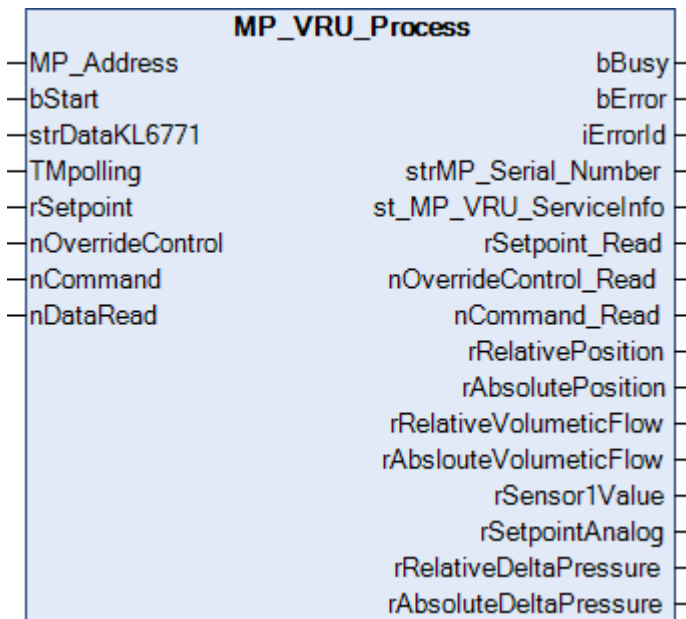 MP_VRU_Process
MP_Address bBusy
bStart bError
strDataKL6771 iErrorId
TMpolling strMP_Serial_Number
rSetpoint st_MP_VRU_ServiceInfo
nOverrideControl rSetpoint_Read
nCommand nOverrideControl_Read
nDataRead nCommand_Read
rRelativePosition
rAbsolutePosition
rRelativeVolumeticFlow
rAbslouteVolumeticFlow
rSensor1Value
rSetpointAnalog
rRelativeDeltaPressure
rAbsoluteDeltaPressure